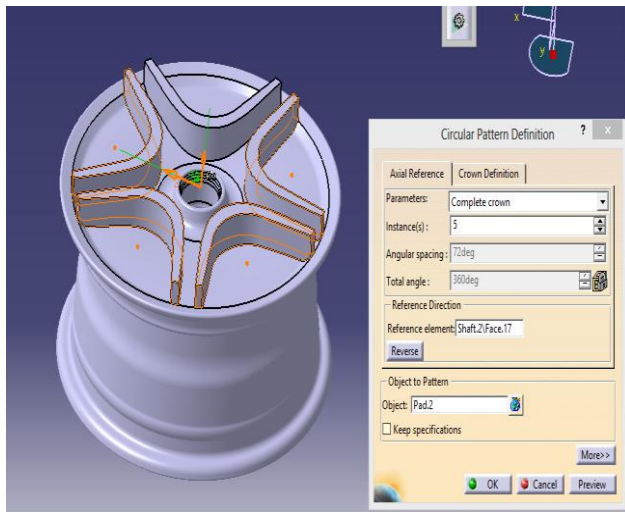 x
y
Circular Pattern Definition ? x
Axial Reference Crown Definition
Parameters: Complete crown
Instance(s) : 5
Angular spacing : 72deg
Total angle : 360deg
Reference Direction
Reference element: Shaft.2\Face.17
Reverse
Object to Pattern
Object: Pad.2
Keep specifications
More>>
OK Cancel Preview